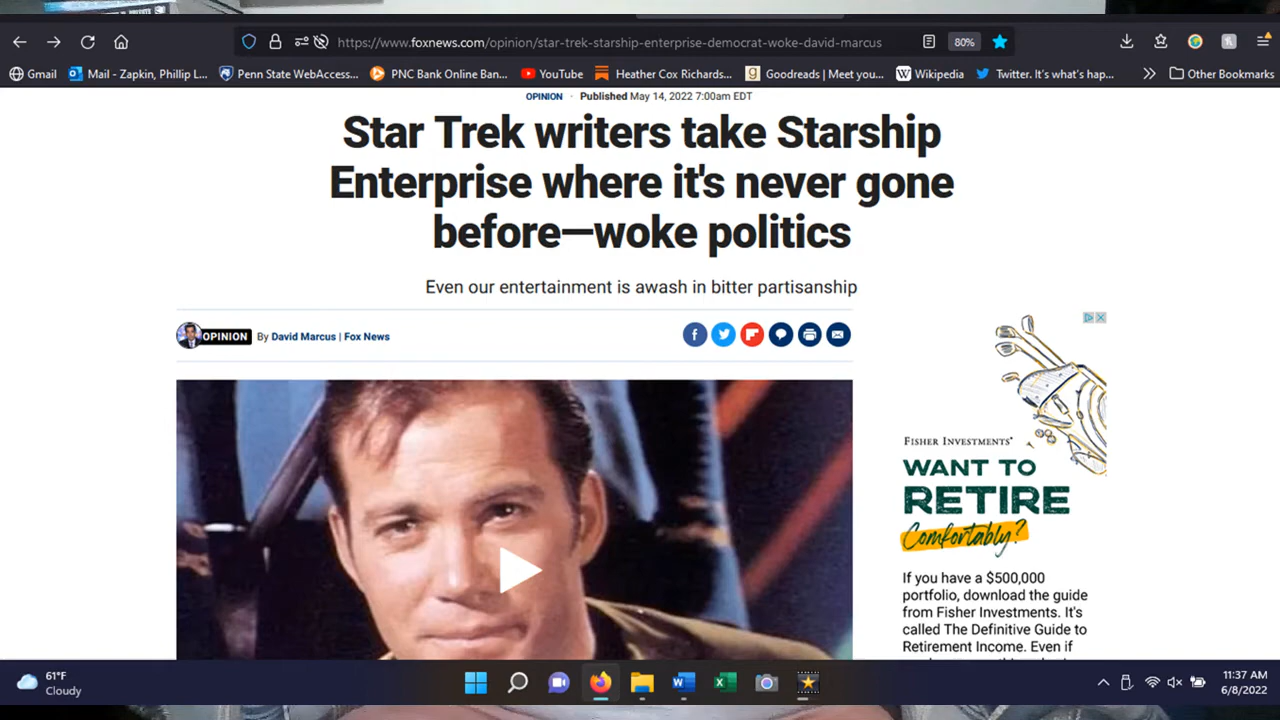 https://www.foxnews.com/opinion/star-trek-starship-enterprise-democrat-woke-david-marcus
80%
Gmail
Mail - Zapkin, Phillip L...
Penn State WebAccess...
PNC Bank Online Ban...
YouTube
Heather Cox Richards...
Goodreads | Meet you...
Wikipedia
Twitter. It's what's hap...
Other Bookmarks
OPINION · Published May 14, 2022 7:00am EDT
Star Trek writers take Starship
Enterprise where it's never gone
before—woke politics
Even our entertainment is awash in bitter partisanship
OPINION By David Marcus | Fox News
FISHER INVESTMENTS®
WANT TO
RETIRE
Comfortably?
If you have a $500,000
portfolio, download the guide
from Fisher Investments. It's
called The Definitive Guide to
Retirement Income. Even if
61°F
Cloudy
11:37 AM
6/8/2022